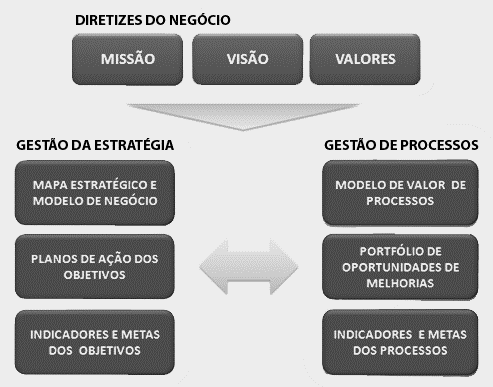 DIRETIZES DO NEGÓCIO
MISSÃO
VISÃO
VALORES
GESTÃO DA ESTRATÉGIA
MAPA ESTRATÉGICO E
MODELO DE NEGÓCIO
PLANOS DE AÇÃO DOS
OBJETIVOS
INDICADORES E METAS
DOS OBJETIVOS
GESTÃO DE PROCESSOS
MODELO DE VALOR DE
PROCESSOS
PORTFÓLIO DE
OPORTUNIDADES DE
MELHORIAS
INDICADORES E METAS
DOS PROCESSOS